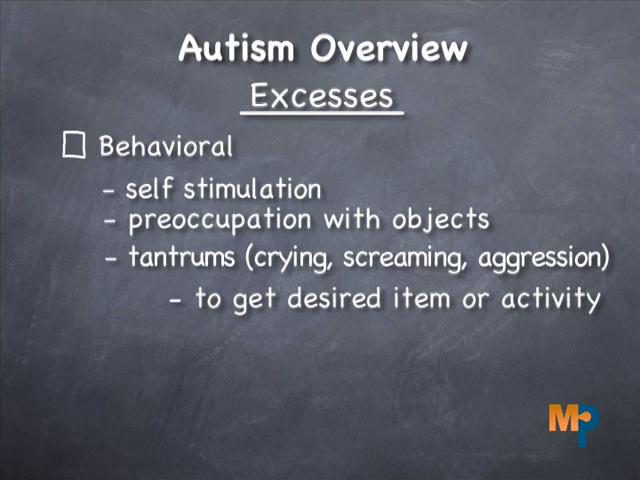 Autism Overview
Excesses
Behavioral
- self stimulation
- preoccupation with objects
- tantrums (crying, screaming, aggression)
- to get desired item or activity
MP